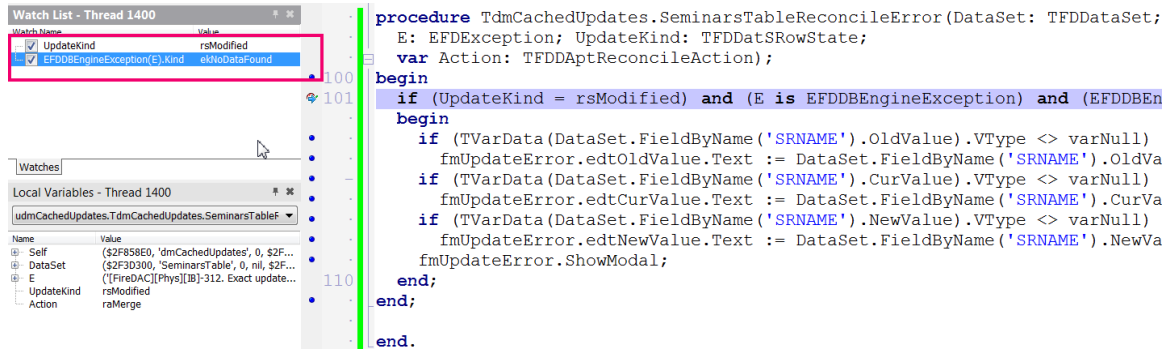 Watch List - Thread 1400
Watch Name Value
UpdateKind rsModified
EFDDBEngineException(E).Kind ekNoDataFound
Watches
Local Variables - Thread 1400
udmCachedUpdates.TdmCachedUpdates.SeminarsTableF
Name Value
Self ($2F858E0, 'dmCachedUpdates', 0, $2F...
DataSet ($2F3D300, 'SeminarsTable', 0, nil, $2F...
E ('[FireDAC][Phys][IB]-312. Exact update...
UpdateKind rsModified
Action raMerge
procedure TdmCachedUpdates.SeminarsTableReconcileError(DataSet: TFDDataSet;
E: EFDException; UpdateKind: TFDDatSRowState;
var Action: TFDDAptReconcileAction);
100 begin
101 if (UpdateKind = rsModified) and (E is EFDDBEngineException) and (EFDDBEn
begin
if (TVarData(DataSet.FieldByName('SRNAME').OldValue).VType <> varNull)
fmUpdateError.edtOldValue.Text := DataSet.FieldByName('SRNAME').OldVa
if (TVarData(DataSet.FieldByName('SRNAME').CurValue).VType <> varNull)
fmUpdateError.edtCurValue.Text := DataSet.FieldByName('SRNAME').CurVa
if (TVarData(DataSet.FieldByName('SRNAME').NewValue).VType <> varNull)
fmUpdateError.edtNewValue.Text := DataSet.FieldByName('SRNAME').NewVa
fmUpdateError.ShowModal;
110 end;
end;
end.